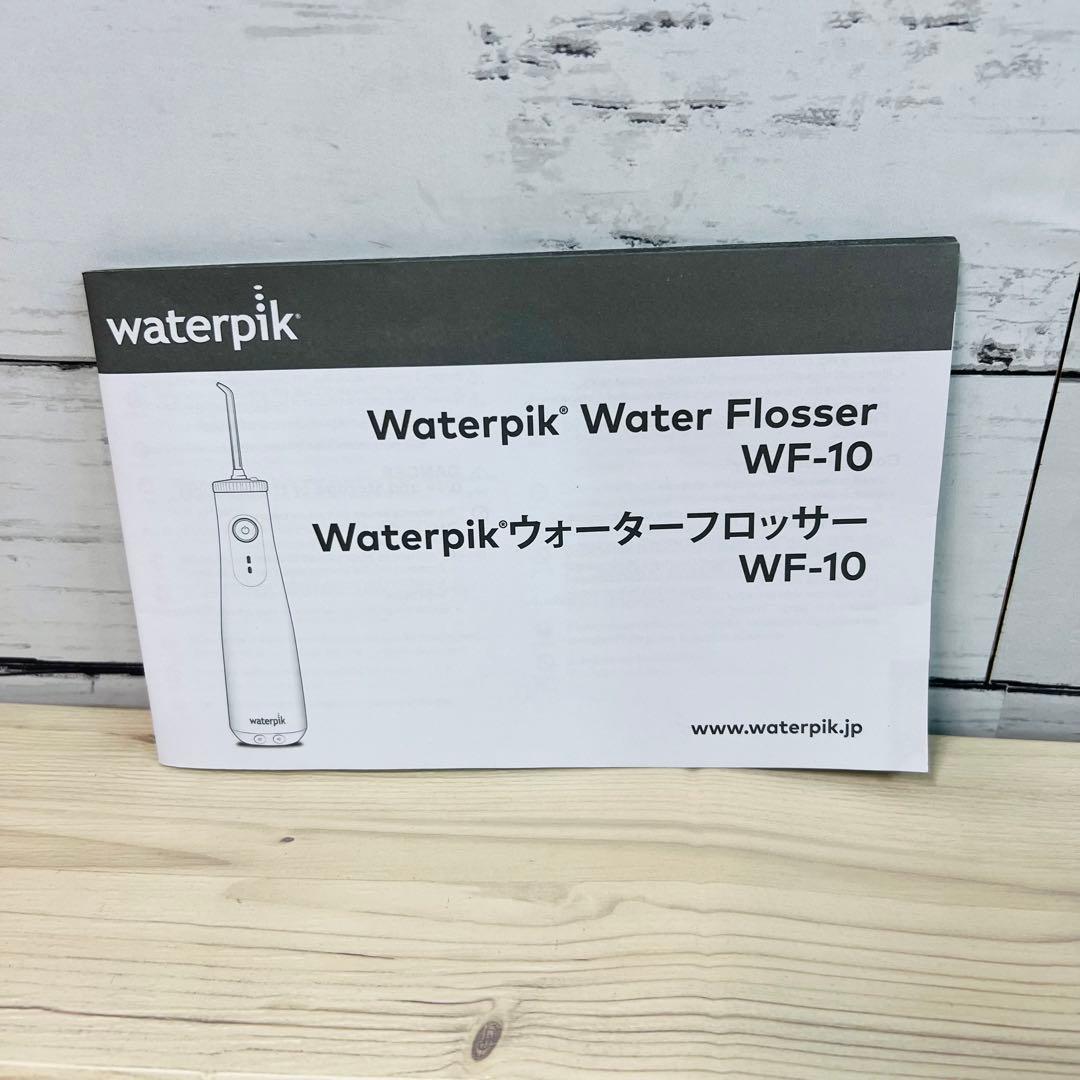 waterpik®
Waterpik® Water Flosser
WF-10
Waterpik®ウォーターフロッサー
WF-10
waterpik
www.waterpik.jp